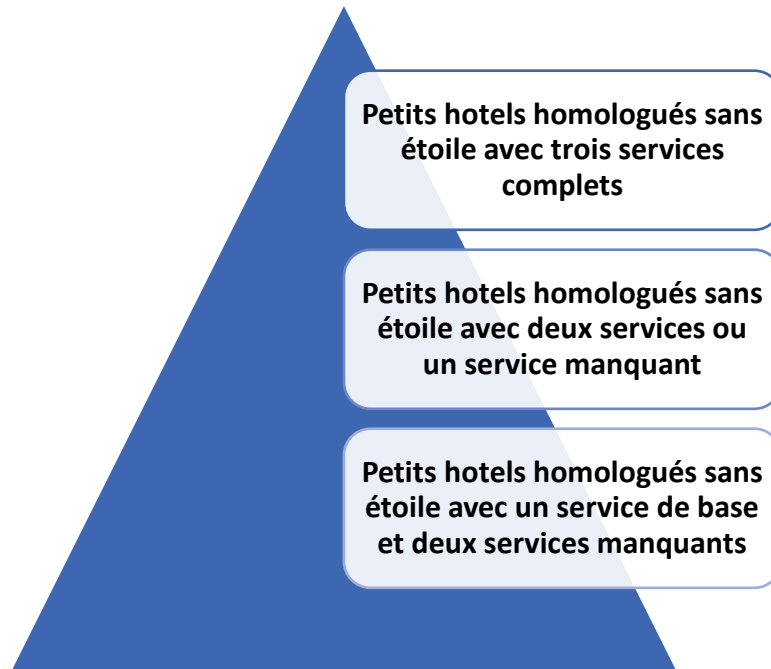 Petits hotels homologués sans
étoile avec trois services
complets
Petits hotels homologués sans
étoile avec deux services ou
un service manquant
Petits hotels homologués sans
étoile avec un service de base
et deux services manquants